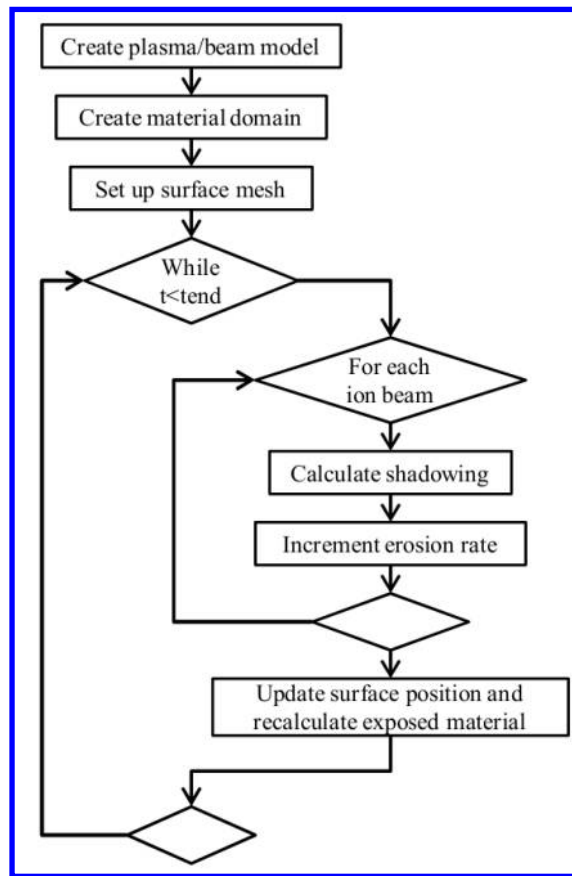 Create plasma/beam model
Create material domain
Set up surface mesh
While
t<tend
For each
ion beam
Calculate shadowing
Increment erosion rate
Update surface position and
recalculate exposed material